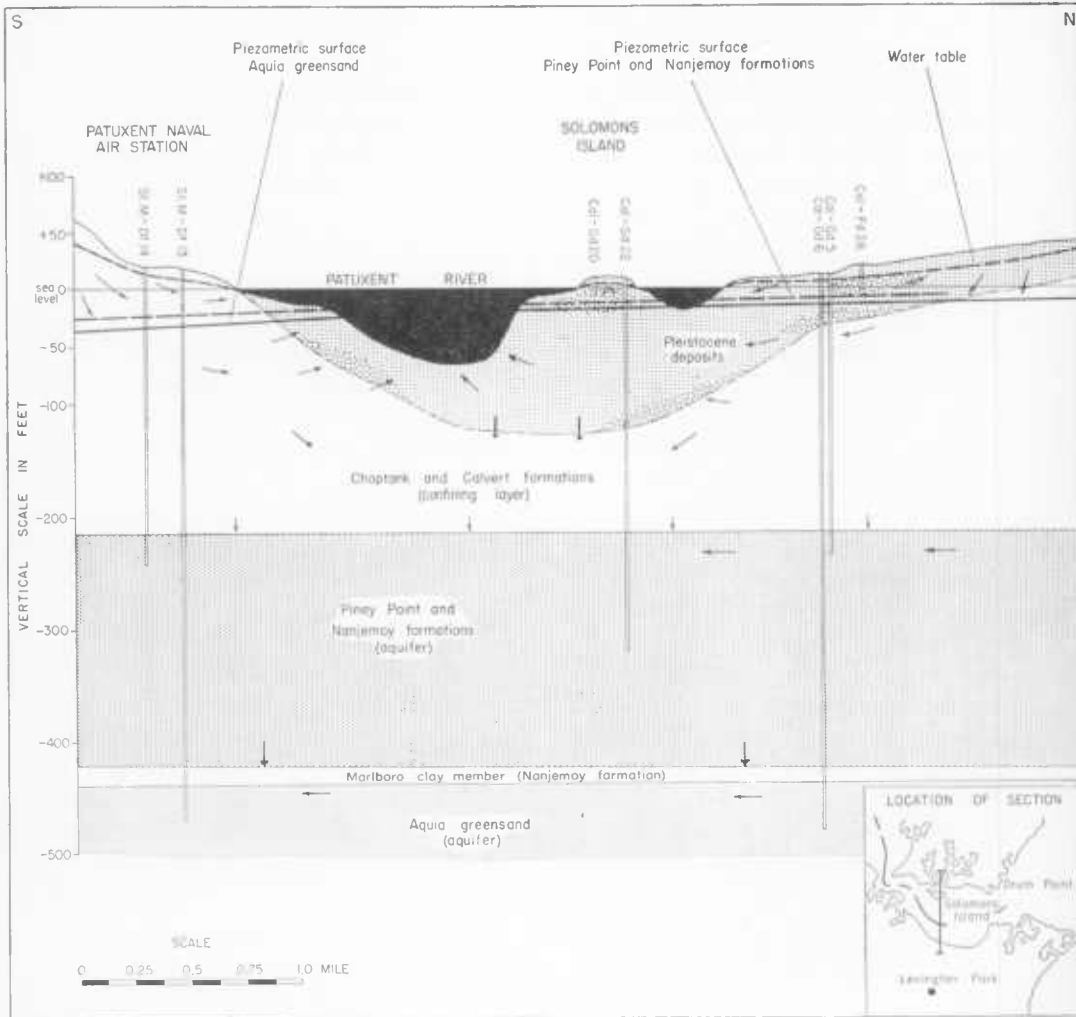 S
N
Piezametric surface
Aquia greensand
Piezometric surface
Piney Point and Nanjemoy formations
Water table
PATUXENT NAVAL
AIR STATION
SOLOMONS
ISLAND
+100
+50
sea
level
0
-50
-100
-200
-300
-400
-500
VERTICAL SCALE IN FEET
PATUXENT RIVER
Pleistocene
deposits
Choptank and Calvert formations
(confining layer)
Piney Point and
Nanjemoy formations
(aquifer)
Marlboro clay member (Nanjemoy formation)
Aquia greensand
(aquifer)
SCALE
0 0.25 0.5 0.75 1.0 MILE
LOCATION OF SECTION
Drum Point
Solomons
Island
Lexington Park